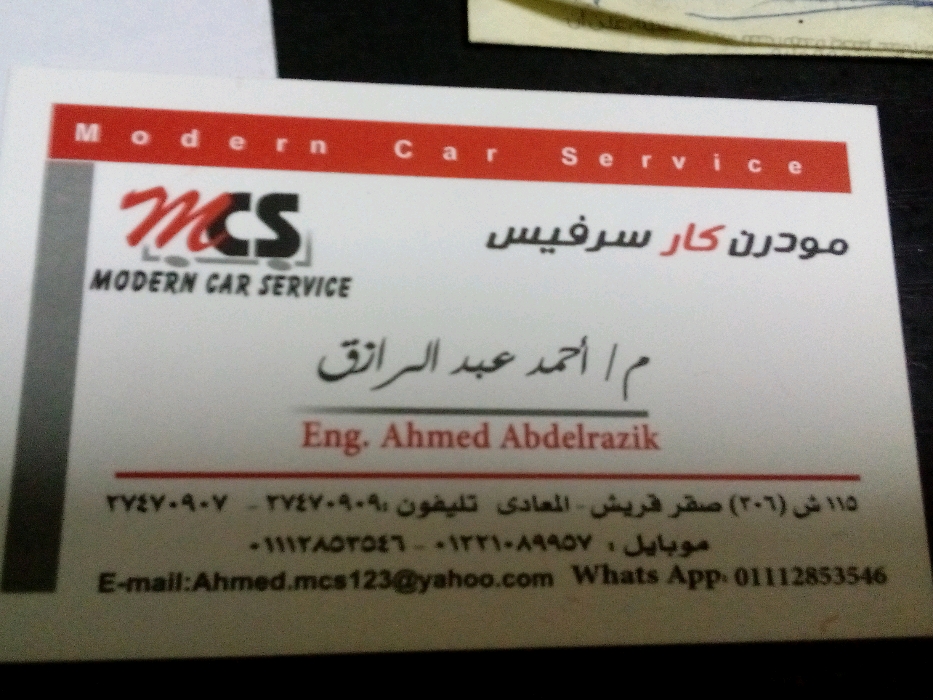 Modern Car Service
MCS
MODERN CAR SERVICE
مودرن كار سرفيس
م / أحمد عبد الرازق
Eng. Ahmed Abdelrazik
١١٥ ش (٢٠٦) صقر قريش - المعادى تليفون : ٢٧٤٧٠٩٠٩ - ٢٧٤٧٠٩٠٧
موبايل : ٠١٢٢١٠٨٩٩٥٧ - ٠١١١٢٨٥٣٥٤٦
E-mail:Ahmed.mcs123@yahoo.com Whats App: 01112853546